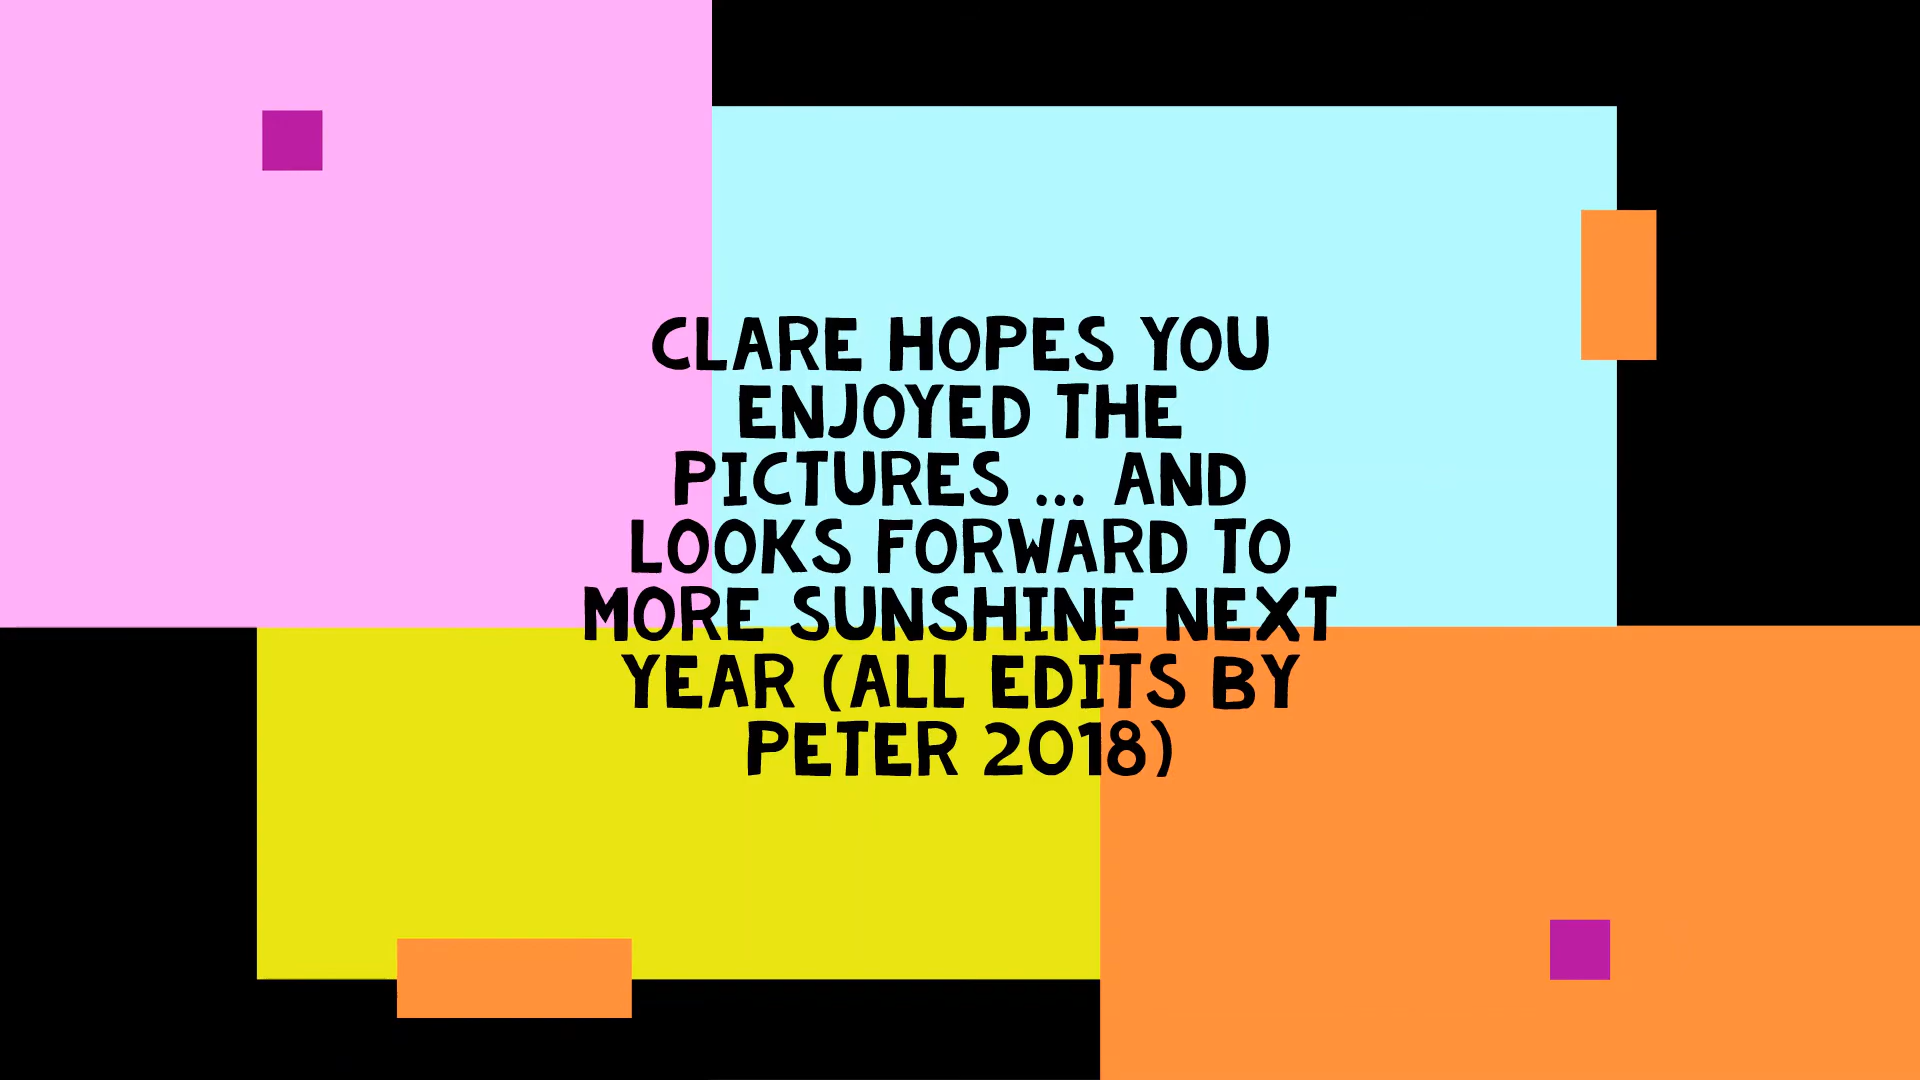 CLARE HOPES YOU
ENJOYED THE
PICTURES ... AND
LOOKS FORWARD TO
MORE SUNSHINE NEXT
YEAR (ALL EDITS BY
PETER 2018)